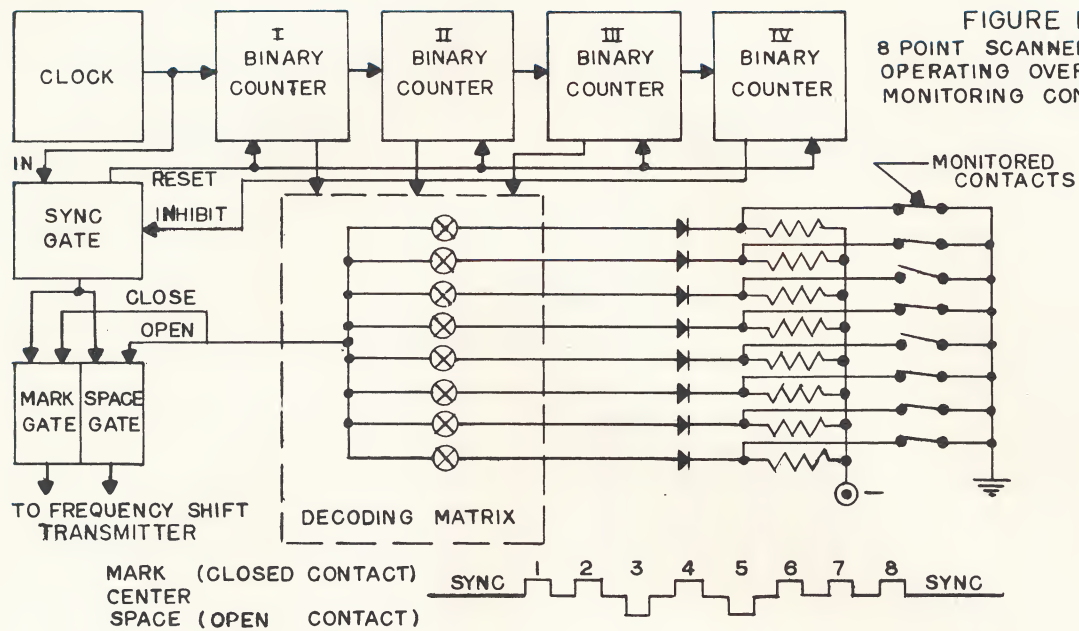 FIGURE I
8 POINT SCANNE
OPERATING OVER
MONITORING CON
CLOCK
I
BINARY
COUNTER
II
BINARY
COUNTER
III
BINARY
COUNTER
IV
BINARY
COUNTER
IN
RESET
INHIBIT
SYNC
GATE
MONITORED
CONTACTS
CLOSE
OPEN
MARK
GATE
SPACE
GATE
TO FREQUENCY SHIFT
TRANSMITTER
DECODING MATRIX
MARK (CLOSED CONTACT)
CENTER
SPACE (OPEN CONTACT)
SYNC 1 2 3 4 5 6 7 8 SYNC